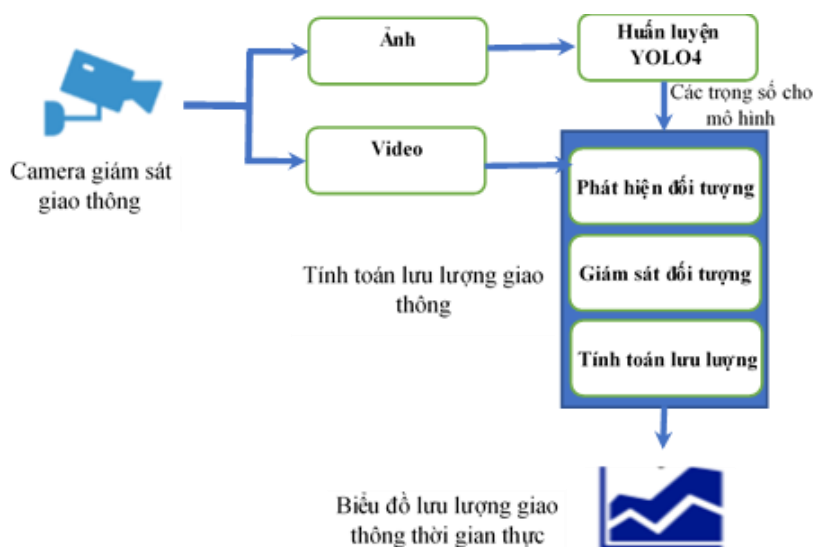 Ảnh
Huấn luyện
YOLO4
Các trọng số cho
mô hình
Camera giám sát
giao thông
Video
Phát hiện đối tượng
Tính toán lưu lượng giao
thông
Giám sát đối tượng
Tính toán lưu lượng
Biểu đồ lưu lượng giao
thông thời gian thực